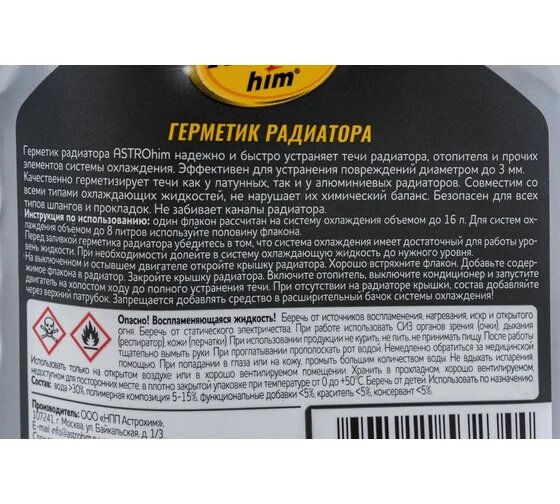 him®
ГЕРМЕТИК РАДИАТОРА
Герметик радиатора ASTROhim надежно и быстро устраняет течи радиатора, отопителя и прочих
элементов системы охлаждения. Эффективен для устранения повреждений диаметром до 3 мм.
Качественно герметизирует течи как у латунных, так и у алюминиевых радиаторов. Совместим со
всеми типами охлаждающих жидкостей, не нарушает их химический баланс. Безопасен для всех
типов шлангов и прокладок. Не забивает каналы радиатора.
Инструкция по использованию: один флакон рассчитан на систему охлаждения объемом до 16 л. Для систем ох-
лаждения объемом до 8 литров используйте половину флакона.
Перед заливкой герметика радиатора убедитесь в том, что система охлаждения имеет достаточный для работы уро-
вень жидкости. При необходимости долейте в систему охлаждения охлаждающую жидкость до нужного уровня.
На выключенном и остывшем двигателе откройте крышку радиатора. Хорошо встряхните флакон. Добавьте содер-
жимое флакона в радиатор. Закройте крышку радиатора. Включите отопитель, выключите кондиционер и запустите
двигатель на холостом ходу до полного устранения течи. При отсутствии на радиаторе крышки, состав добавляйте
через верхний патрубок. Запрещается добавлять средство в расширительный бачок системы охлаждения!
Опасно! Воспламеняющаяся жидкость! Беречь от источников воспламенения, нагревания, искр и открытого
огня. Беречь от статического электричества. При работе использовать СИЗ органов зрения (очки), дыхания
(респиратор), кожи (перчатки). При использовании продукции не курить, не пить, не принимать пищу. После работы
тщательно вымыть руки. При проглатывании прополоскать рот водой. Немедленно обратиться за медицинской
помощью. При попадании в глаза или на кожу, промыть большим количеством воды. Не вдыхать испарения.
Использовать только на открытом воздухе или в хорошо вентилируемом помещении. Хранить в прохладном, хорошо вентилируемом,
недоступном для посторонних месте, в плотно закрытой упаковке при температуре от 0 до +50°С. Беречь от детей! Использовать по назначению.
Состав: вода >30%, полимерная композиция 5-15%, функциональные добавки <5%, краситель <5%, консервант <5%.
Производитель: ООО «НПП Астрохим»,
107241, г. Москва, ул. Байкальская, д. 1/3
E-mail: info@astrohim.